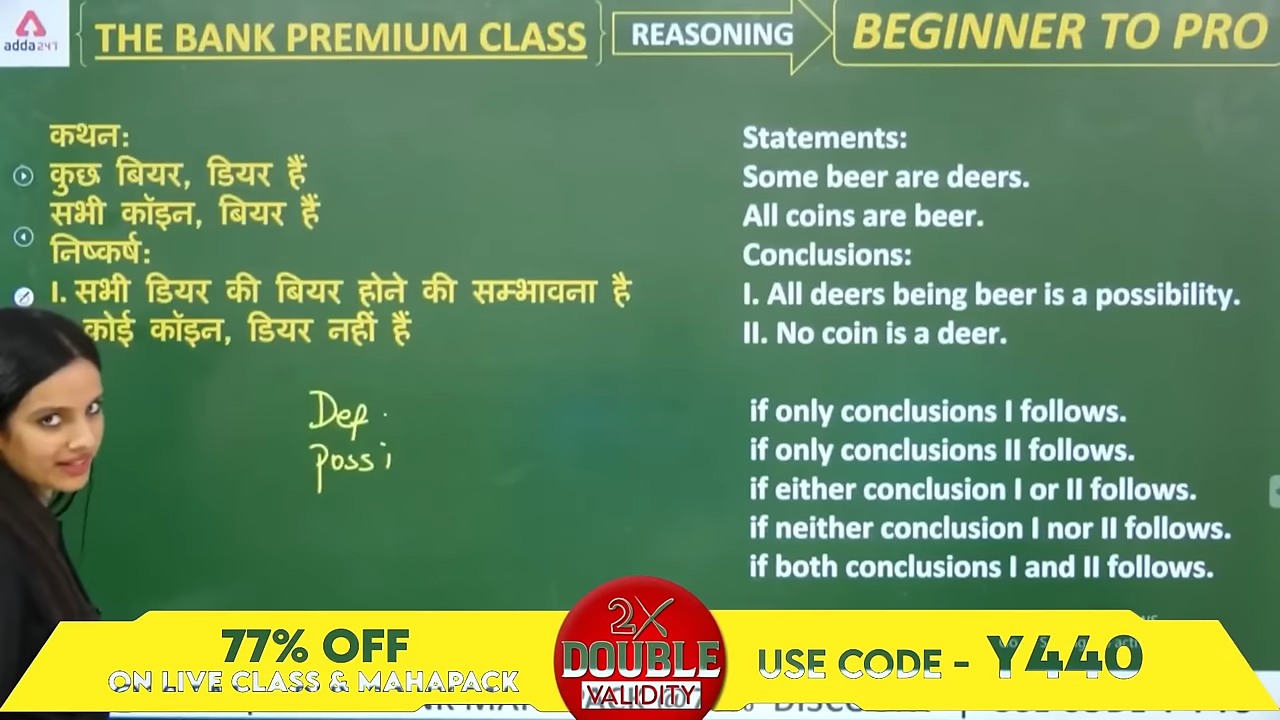 adda247
THE BANK PREMIUM CLASS
REASONING
BEGINNER TO PRO
कथन:
कुछ बियर, डियर हैं
सभी कॉइन, बियर हैं
निष्कर्ष:
I. सभी डियर की बियर होने की सम्भावना है
कोई कॉइन, डियर नहीं हैं
Def.
Possi
Statements:
Some beer are deers.
All coins are beer.
Conclusions:
I. All deers being beer is a possibility.
II. No coin is a deer.
if only conclusions I follows.
if only conclusions II follows.
if either conclusion I or II follows.
if neither conclusion I nor II follows.
if both conclusions I and II follows.
77% OFF
ON LIVE CLASS & MAHAPACK
2X
DOUBLE
VALIDITY
USE CODE - Y440